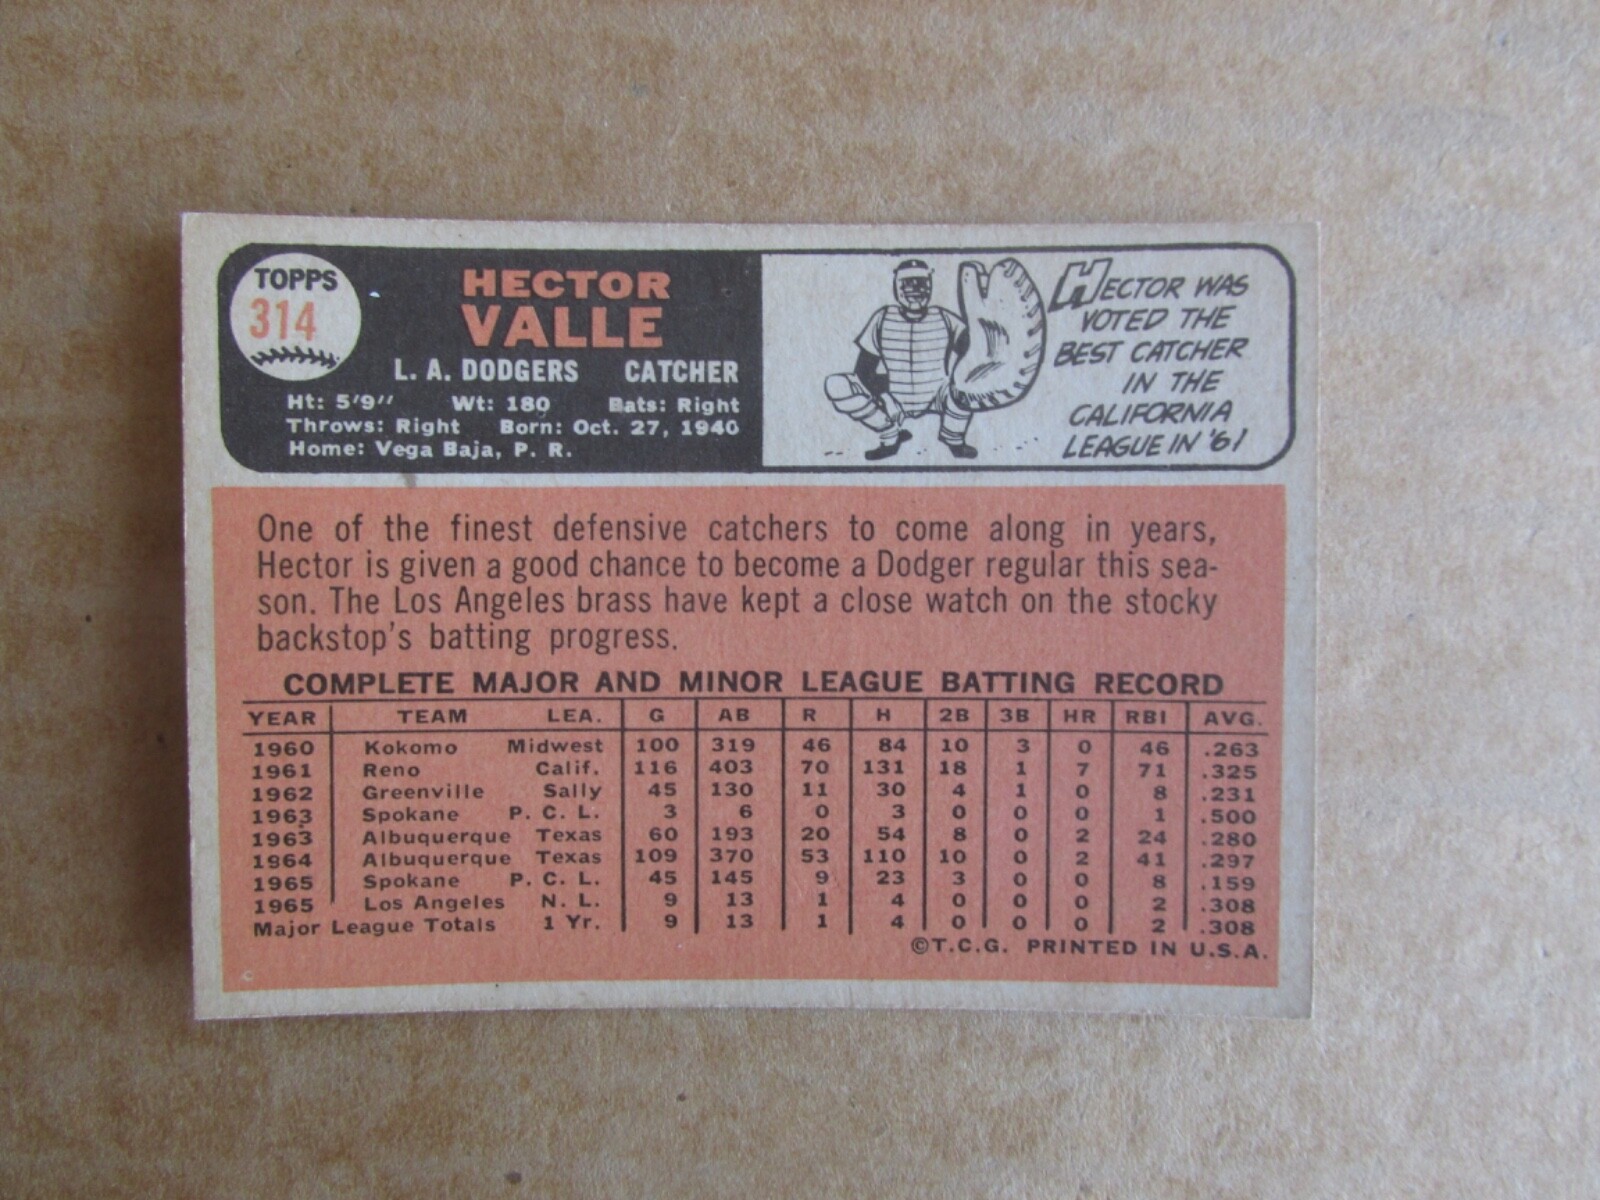 TOPPS
314
HECTOR
VALLE
L. A. DODGERS CATCHER
Ht: 5'9" Wt: 180 Bats: Right
Throws: Right Born: Oct. 27, 1940
Home: Vega Baja, P. R.
HECTOR WAS
VOTED THE
BEST CATCHER
IN THE
CALIFORNIA
LEAGUE IN '61
One of the finest defensive catchers to come along in years,
Hector is given a good chance to become a Dodger regular this sea-
son. The Los Angeles brass have kept a close watch on the stocky
backstop's batting progress.
COMPLETE MAJOR AND MINOR LEAGUE BATTING RECORD
YEAR TEAM LEA. G AB R H 2B 3B HR RBI AVG.
1960 Kokomo Midwest 100 319 46 84 10 3 0 46 .263
1961 Reno Calif. 116 403 70 131 18 1 7 71 .325
1962 Greenville Sally 45 130 11 30 4 1 0 8 .231
1963 Spokane P. C. L. 3 6 0 3 0 0 0 1 .500
1963 Albuquerque Texas 60 193 20 54 8 0 2 24 .280
1964 Albuquerque Texas 109 370 53 110 10 0 2 41 .297
1965 Spokane P. C. L. 45 145 9 23 3 0 0 8 .159
1965 Los Angeles N. L. 9 13 1 4 0 0 0 2 .308
Major League Totals 1 Yr. 9 13 1 4 0 0 0 2 .308
©T.C.G. PRINTED IN U.S.A.
C